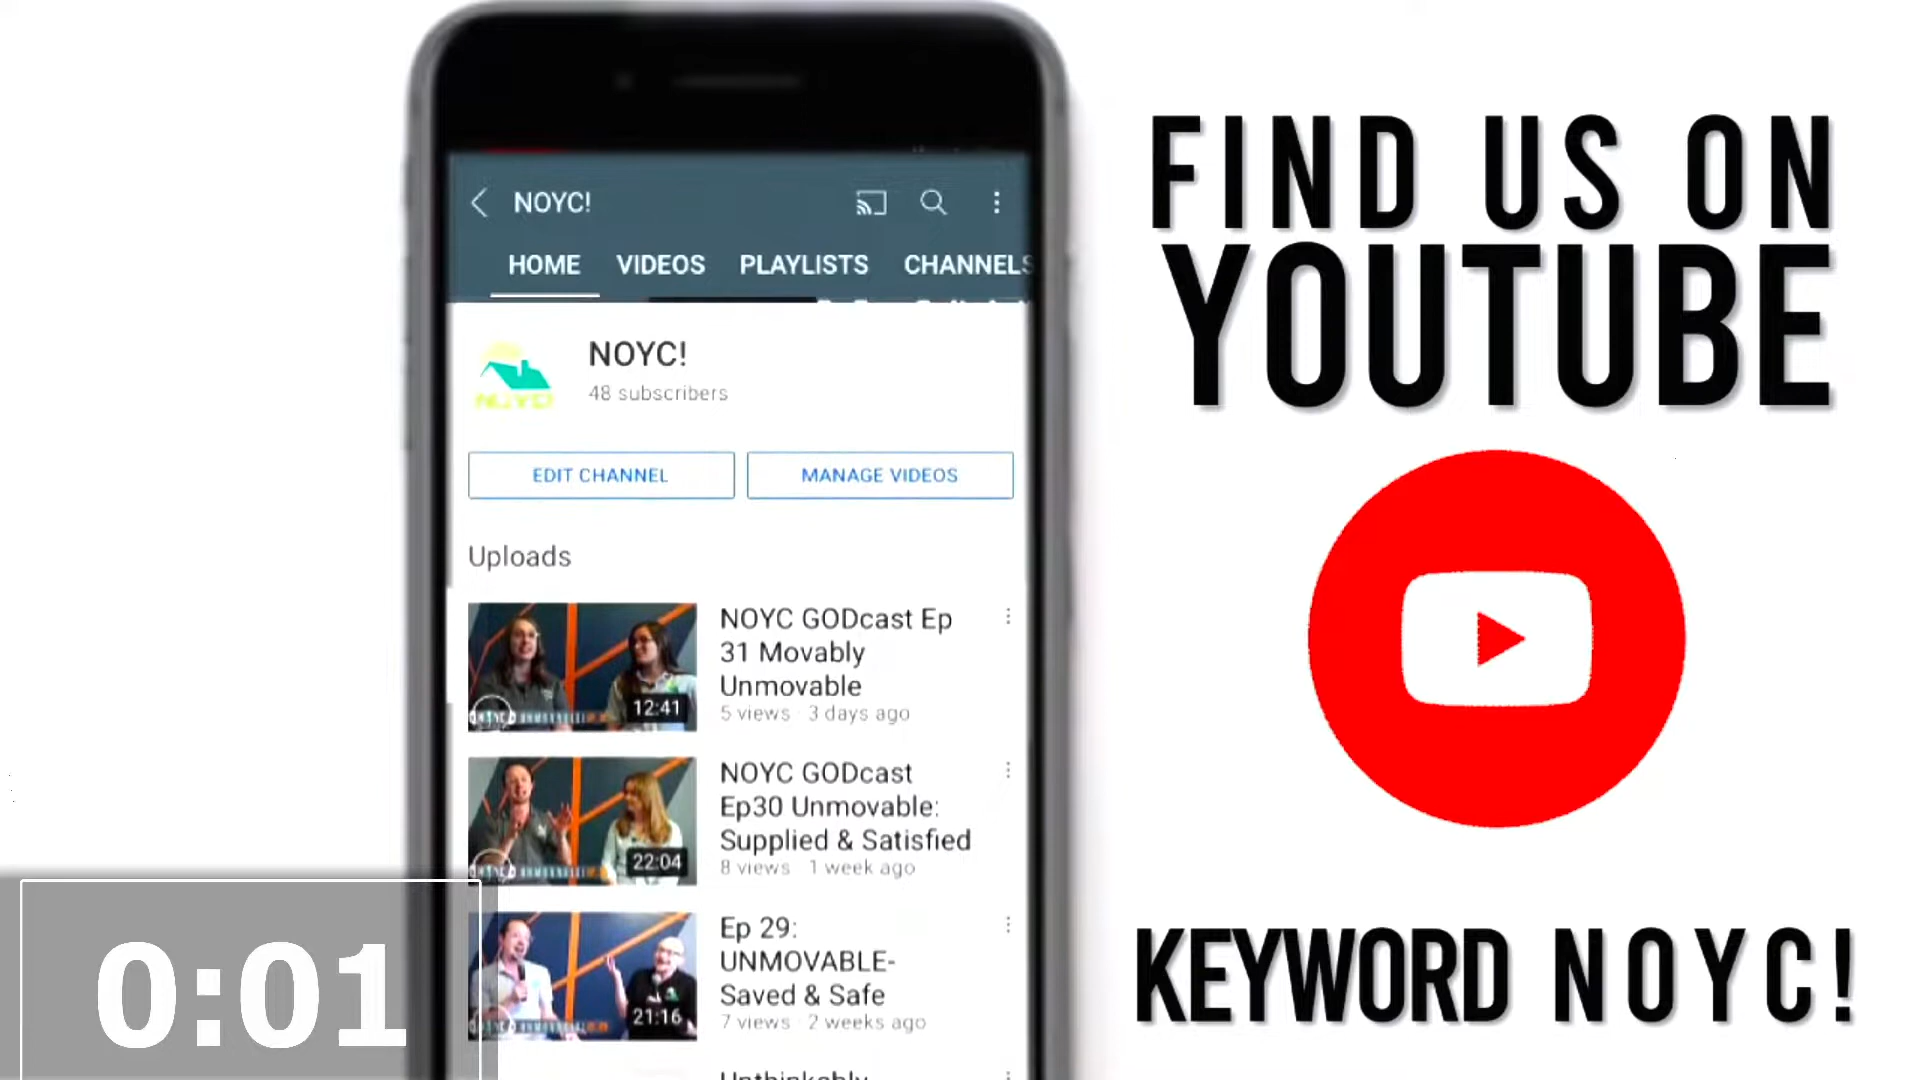 NOYC!
HOME VIDEOS PLAYLISTS CHANNELS
NOYC!
48 subscribers
EDIT CHANNEL MANAGE VIDEOS
Uploads
NOYC GODcast Ep
31 Movably
Unmovable
5 views · 3 days ago
12:41
NOYC GODcast
Ep30 Unmovable:
Supplied & Satisfied
8 views · 1 week ago
22:04
Ep 29:
UNMOVABLE-
Saved & Safe
7 views · 2 weeks ago
21:16
FIND US ON
YOUTUBE
KEYWORD NOYC!
0:01